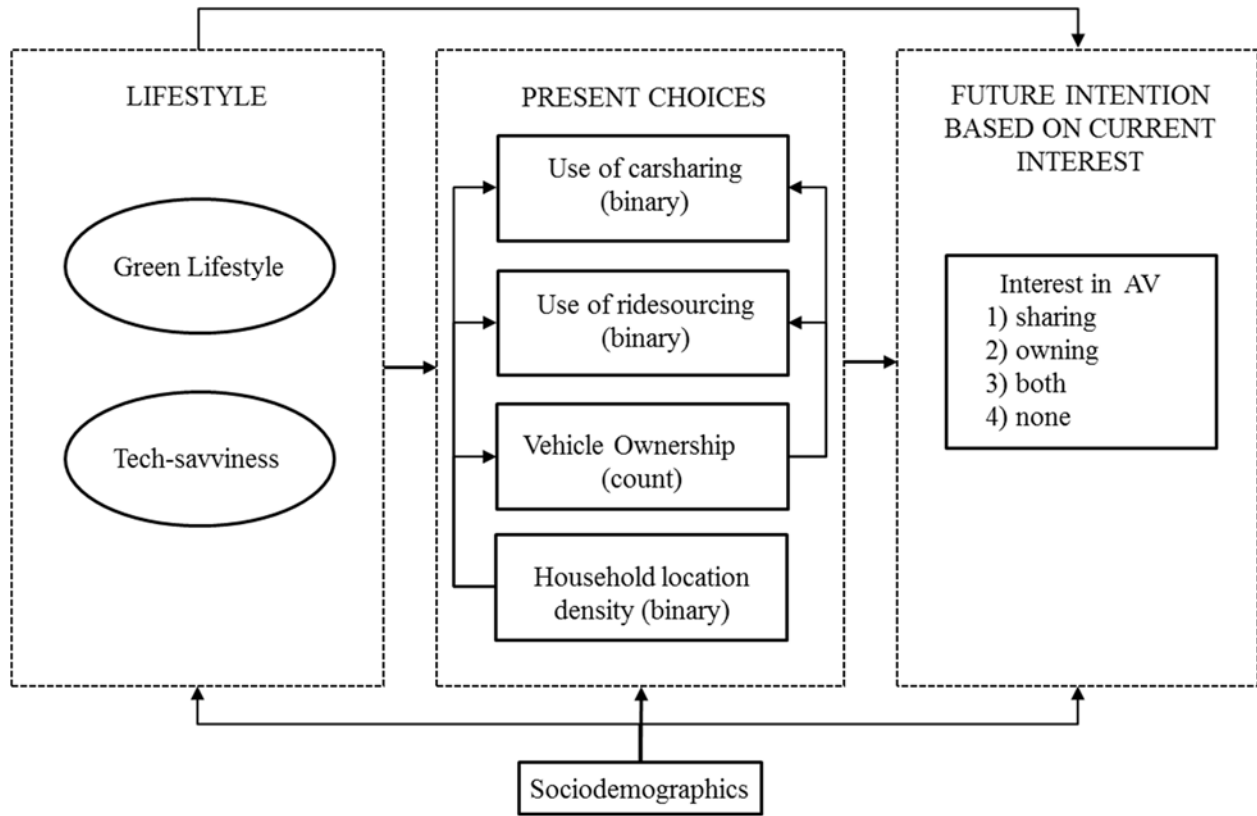 LIFESTYLE
Green Lifestyle
Tech-savviness
PRESENT CHOICES
Use of carsharing
(binary)
Use of ridesourcing
(binary)
Vehicle Ownership
(count)
Household location
density (binary)
FUTURE INTENTION
BASED ON CURRENT
INTEREST
Interest in AV
1) sharing
2) owning
3) both
4) none
Sociodemographics